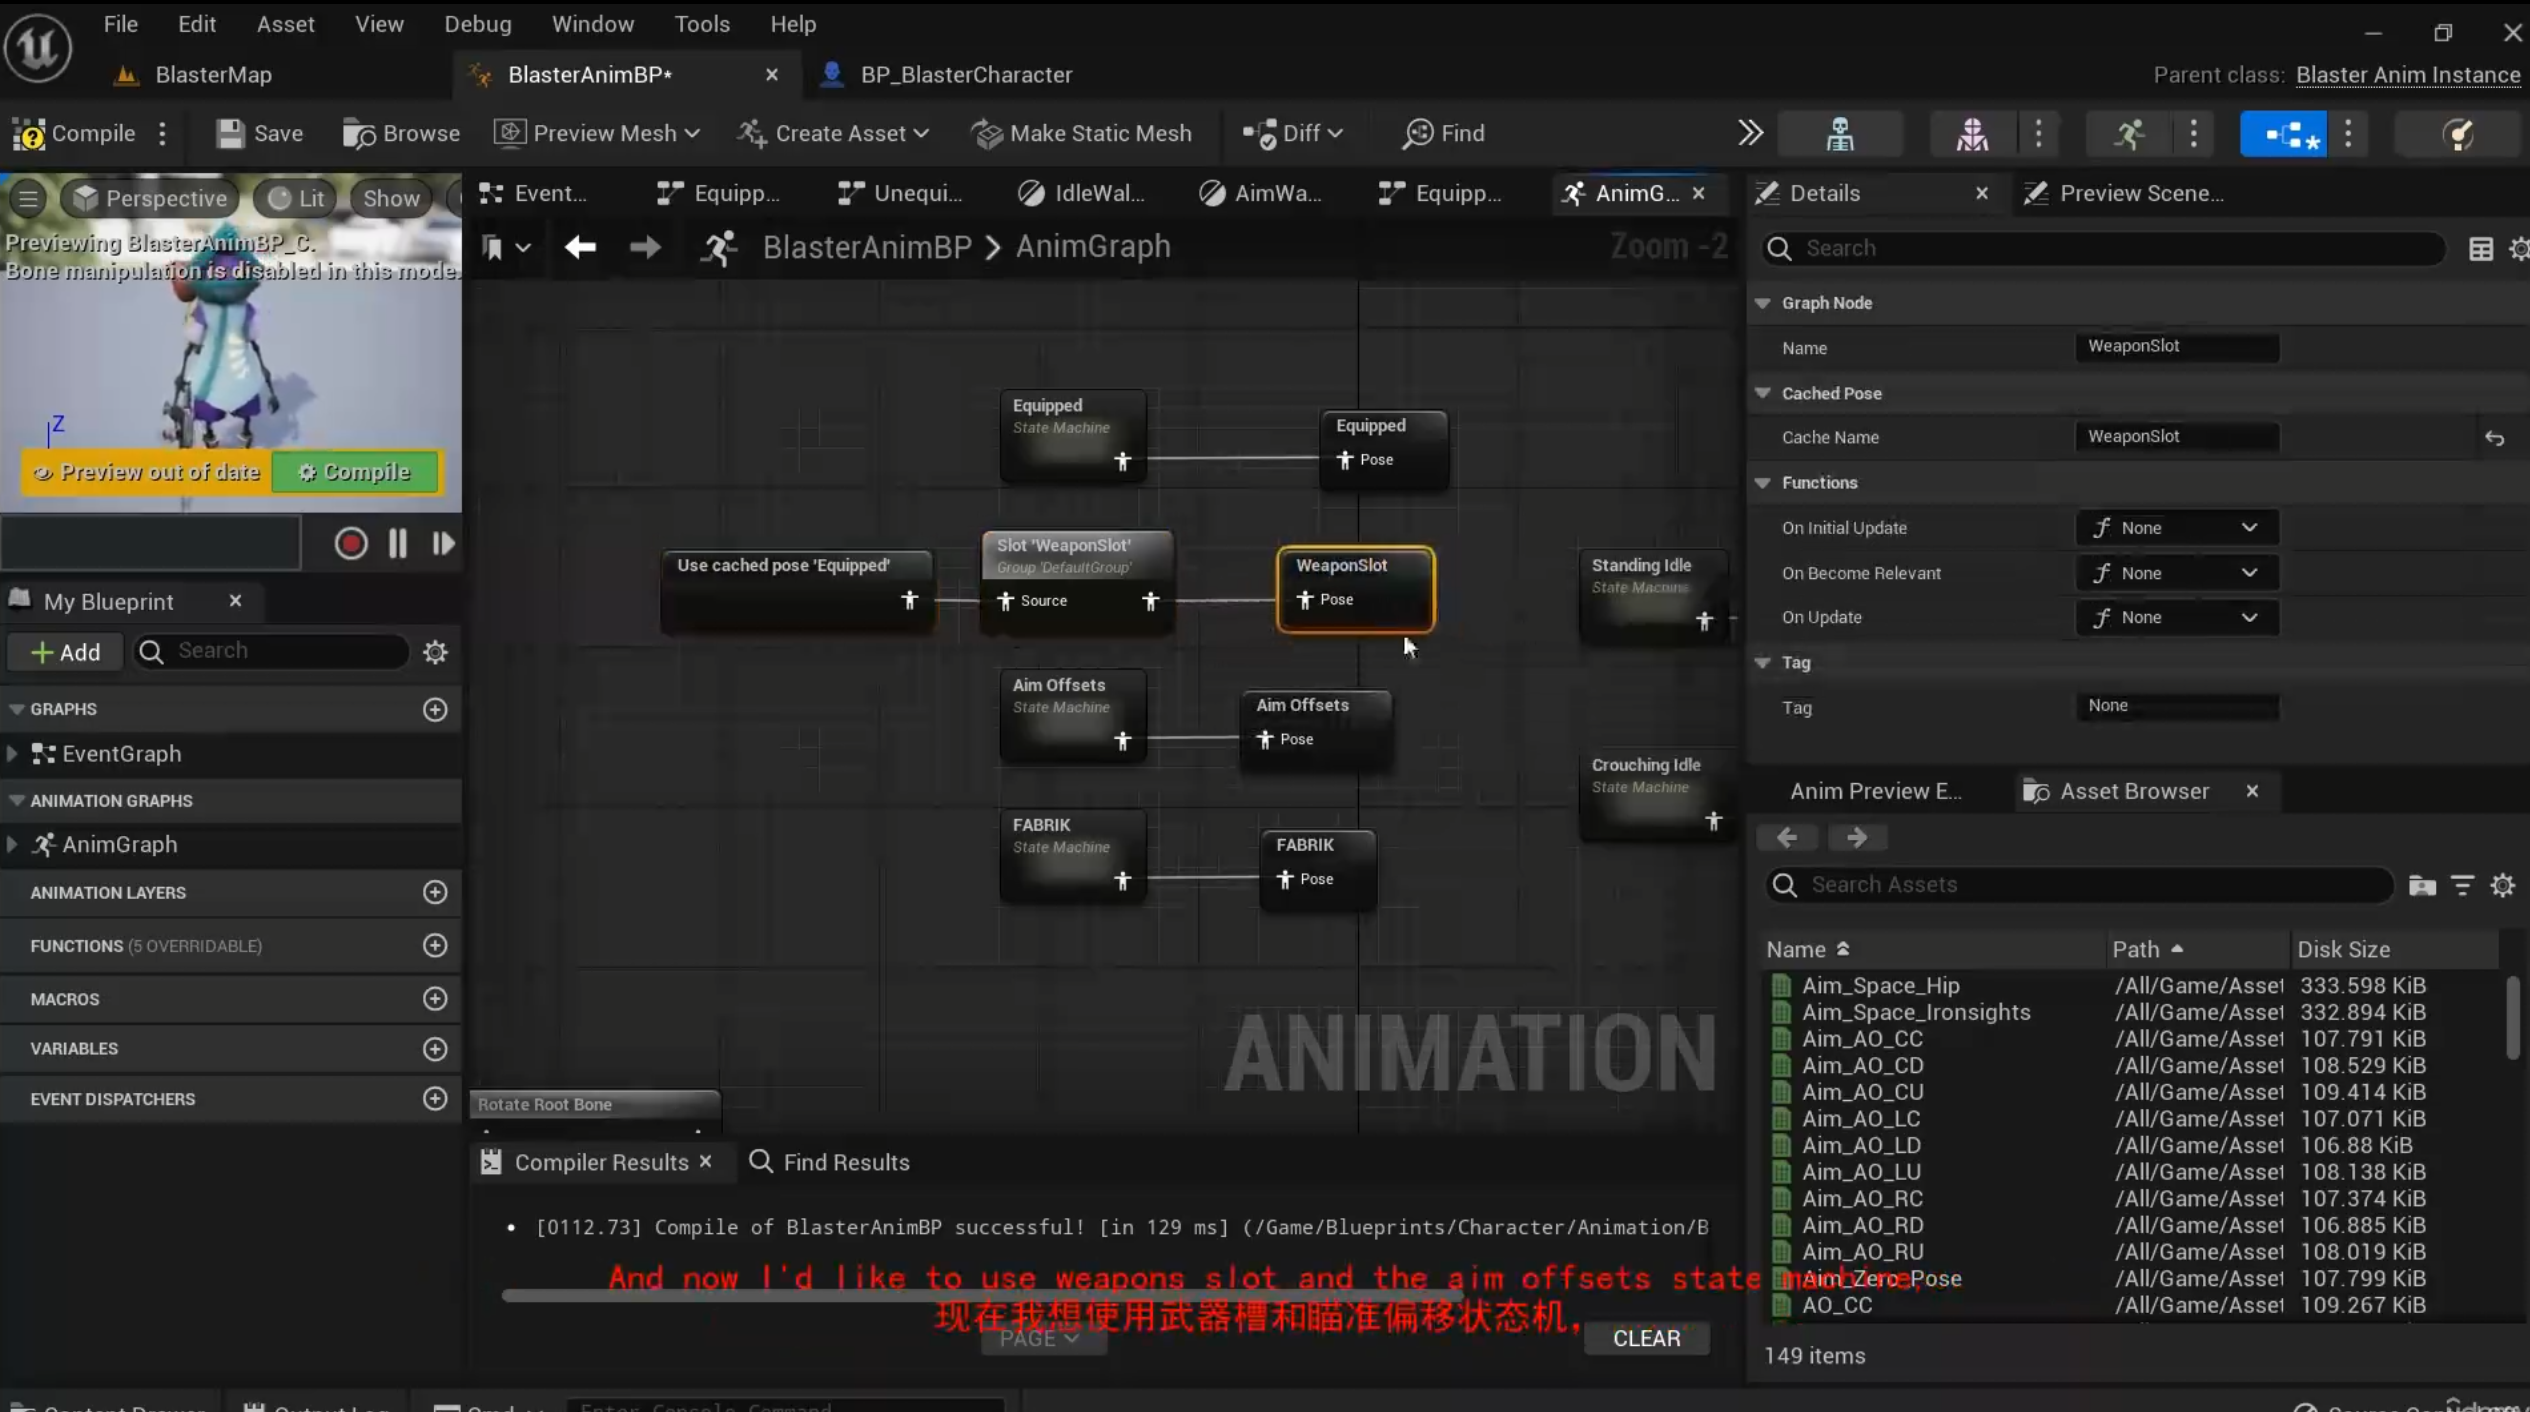 File Edit Asset View Debug Window Tools Help
BlasterMap
BlasterAnimBP*
BP_BlasterCharacter
Parent class: Blaster Anim Instance
Compile Save Browse Preview Mesh Create Asset Make Static Mesh Diff Find
Perspective Lit Show
Previewing BlasterAnimBP_C.
Bone manipulation is disabled in this mode.
Z
Preview out of date Compile
Event... Equipp... Unequi... IdleWal... AimWa... Equipp... AnimG...
BlasterAnimBP > AnimGraph
Zoom -2
Equipped
State Machine
Equipped
Pose
Use cached pose 'Equipped'
Slot 'WeaponSlot'
Group 'DefaultGroup'
Source
WeaponSlot
Pose
Standing Idle
State Machine
Aim Offsets
State Machine
Aim Offsets
Pose
Crouching Idle
State Machine
FABRIK
State Machine
FABRIK
Pose
ANIMATION
Rotate Root Bone
My Blueprint
Add Search
GRAPHS
EventGraph
ANIMATION GRAPHS
AnimGraph
ANIMATION LAYERS
FUNCTIONS (5 OVERRIDABLE)
MACROS
VARIABLES
EVENT DISPATCHERS
Compiler Results Find Results
[0112.73] Compile of BlasterAnimBP successful! [in 129 ms] (/Game/Blueprints/Character/Animation/B
And now I'd like to use weapons slot and the aim offsets state machine,
现在我想使用武器槽和瞄准偏移状态机，
PAGE
CLEAR
Details Preview Scene...
Search
Graph Node
Name WeaponSlot
Cached Pose
Cache Name WeaponSlot
Functions
On Initial Update None
On Become Relevant None
On Update None
Tag
Tag None
Anim Preview E... Asset Browser
Search Assets
Name Path Disk Size
Aim_Space_Hip /All/Game/Asset 333.598 KiB
Aim_Space_Ironsights /All/Game/Asset 332.894 KiB
Aim_AO_CC /All/Game/Asset 107.791 KiB
Aim_AO_CD /All/Game/Asset 108.529 KiB
Aim_AO_CU /All/Game/Asset 109.414 KiB
Aim_AO_LC /All/Game/Asset 107.071 KiB
Aim_AO_LD /All/Game/Asset 106.88 KiB
Aim_AO_LU /All/Game/Asset 108.138 KiB
Aim_AO_RC /All/Game/Asset 107.374 KiB
Aim_AO_RD /All/Game/Asset 106.885 KiB
Aim_AO_RU /All/Game/Asset 108.019 KiB
Aim_Zero_Pose /All/Game/Asset 107.799 KiB
AO_CC /All/Game/Asset 109.267 KiB
149 items
Enter Console Command